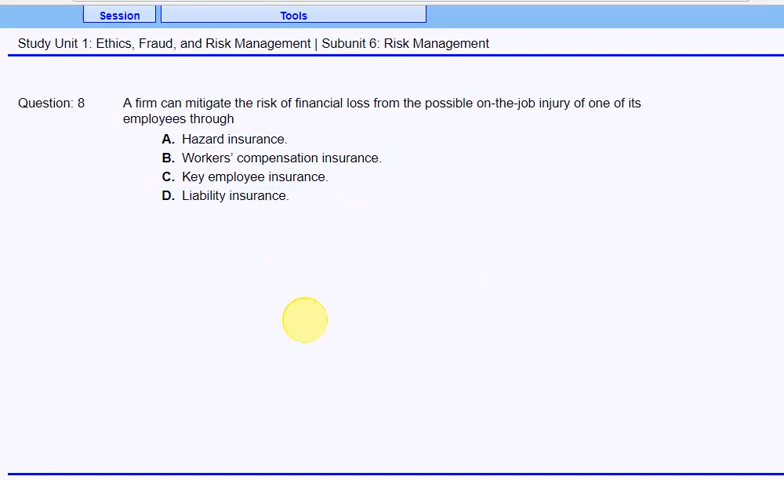 Session Tools
Study Unit 1: Ethics, Fraud, and Risk Management | Subunit 6: Risk Management
Question: 8 A firm can mitigate the risk of financial loss from the possible on-the-job injury of one of its
employees through
A. Hazard insurance.
B. Workers' compensation insurance.
C. Key employee insurance.
D. Liability insurance.